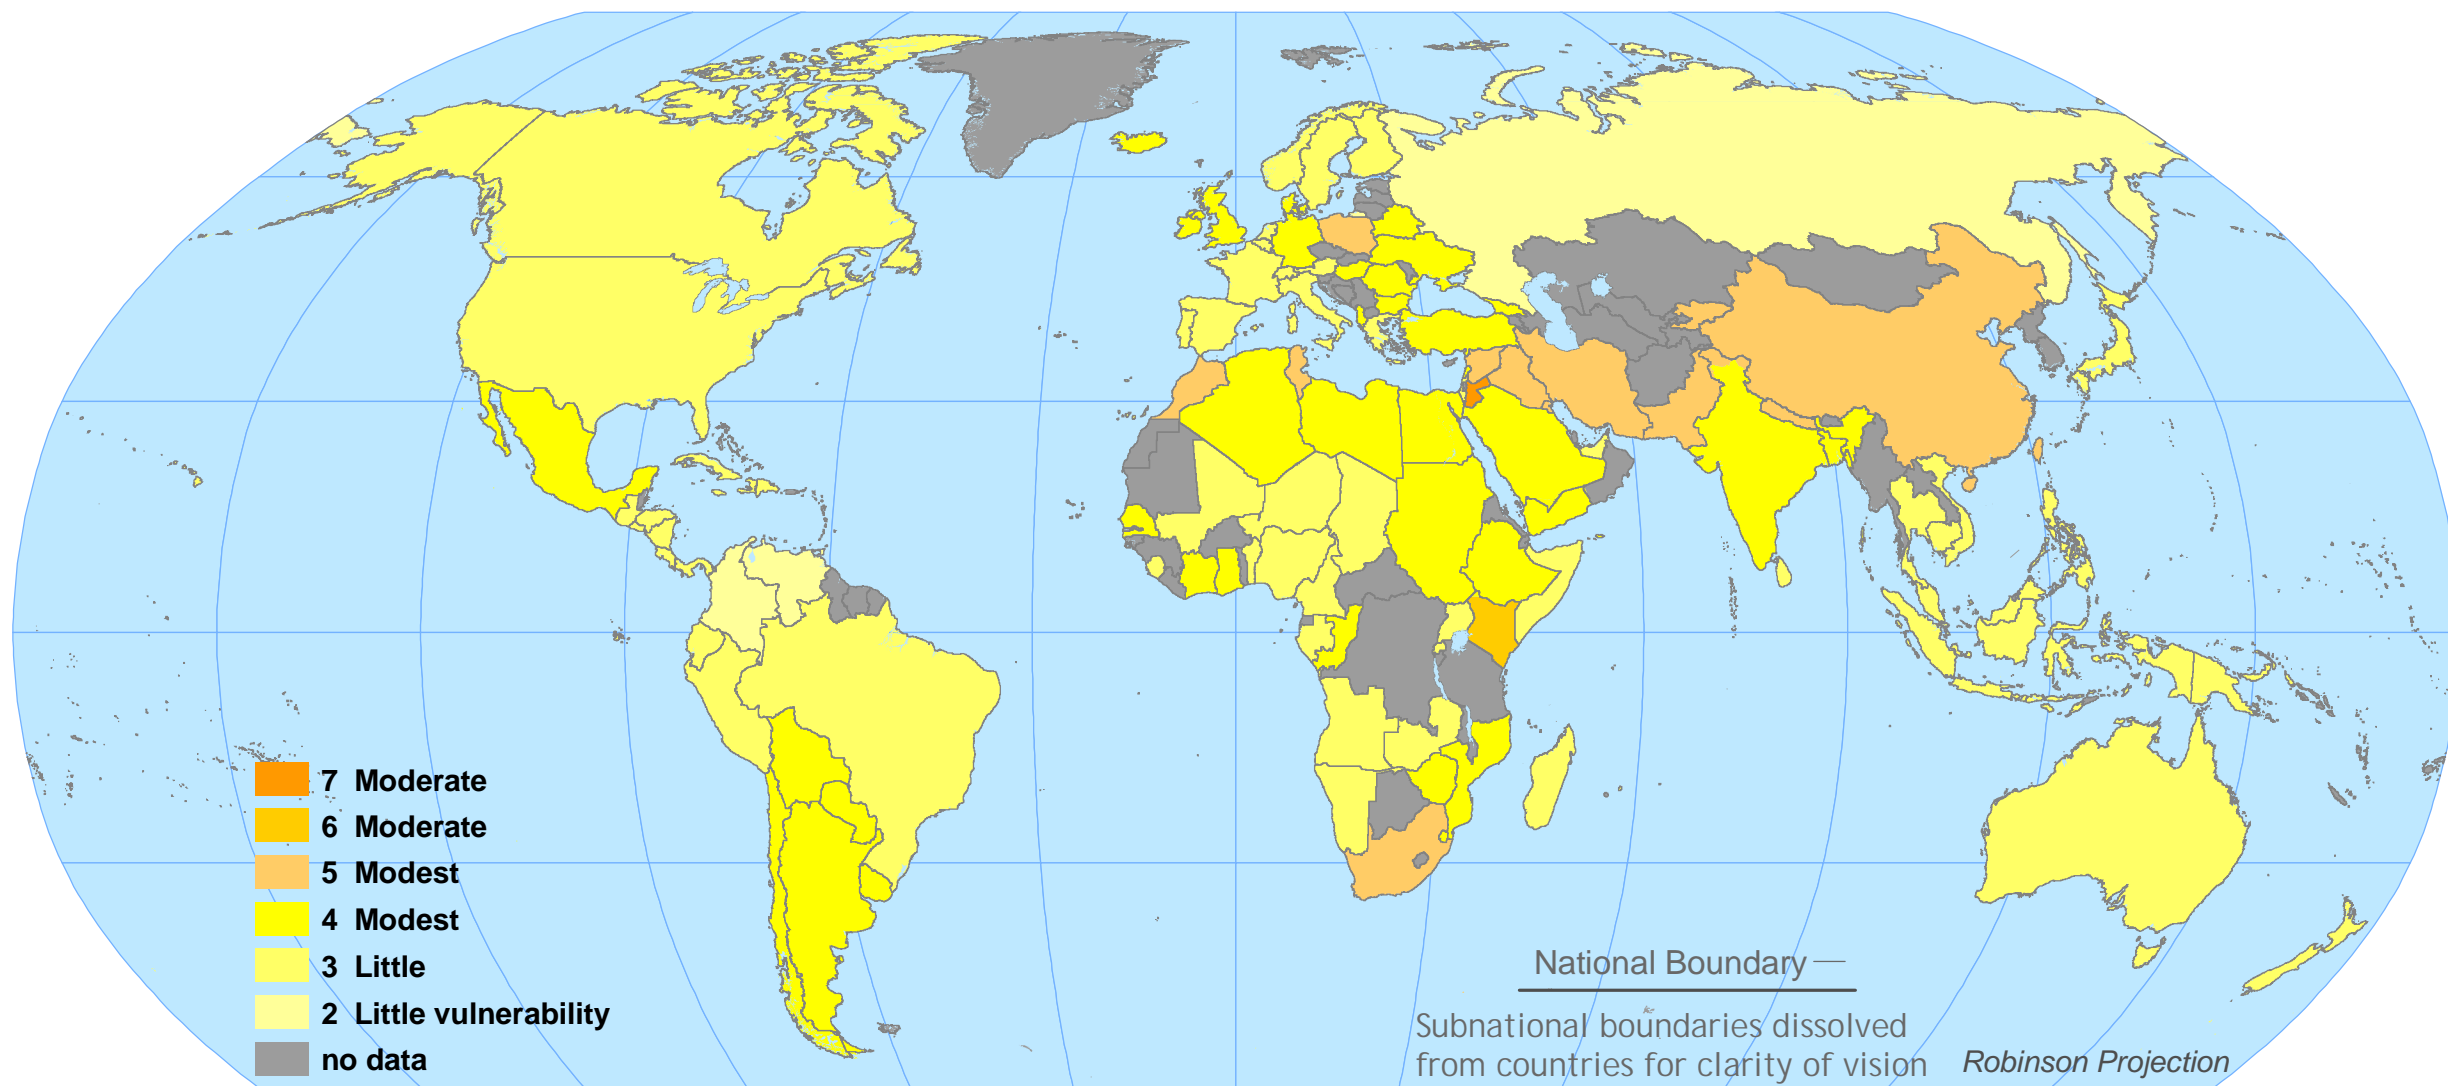 7 Moderate
6 Moderate
5 Modest
4 Modest
3 Little
2 Little vulnerability
no data
National Boundary
Subnational boundaries dissolved
from countries for clarity of vision
Robinson Projection